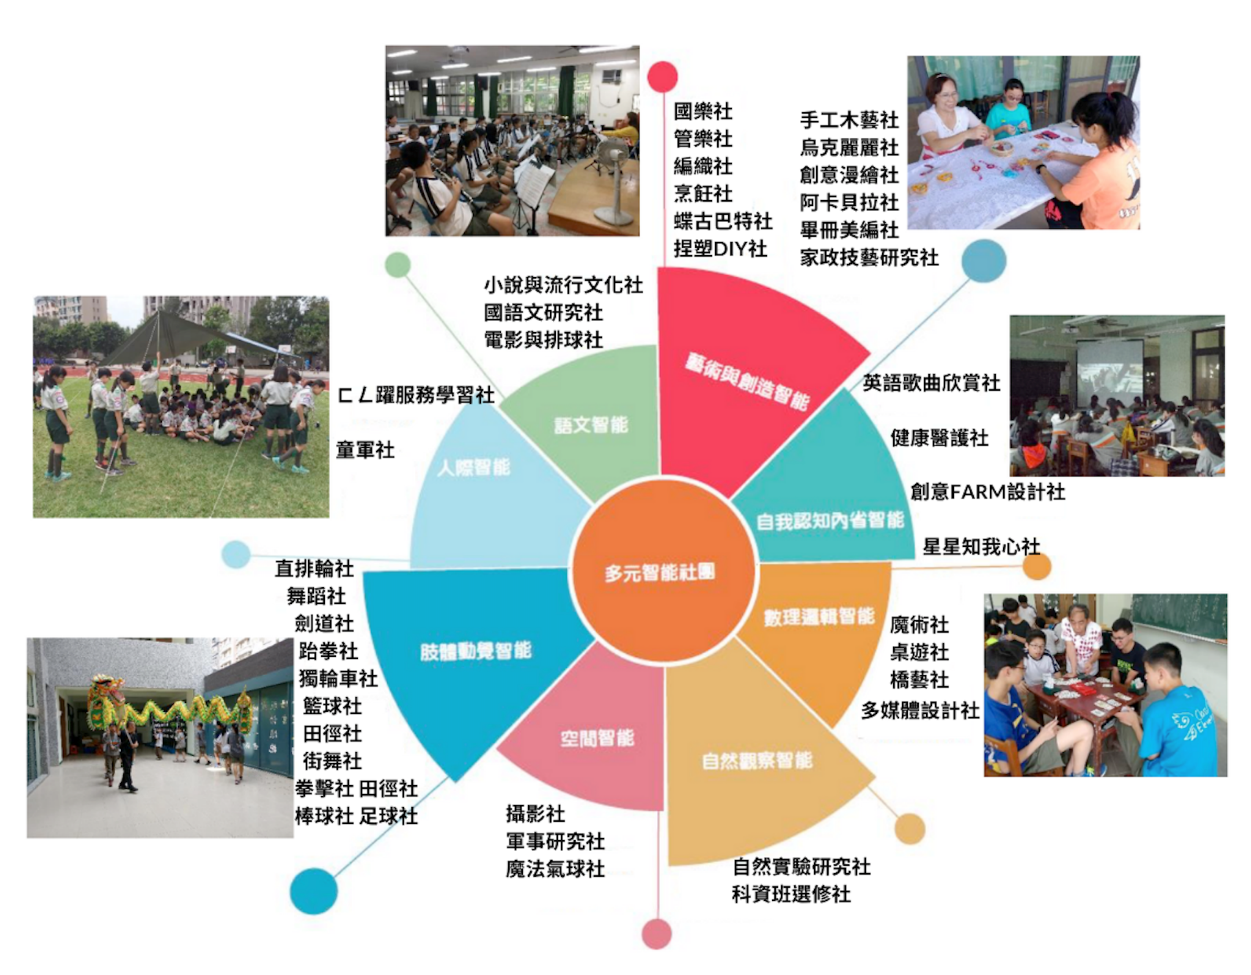 國樂社
管樂社
編織社
烹飪社
蝶古巴特社
捏塑DIY社
手工木藝社
烏克麗麗社
創意漫繪社
阿卡貝拉社
畢冊美編社
家政技藝研究社
小說與流行文化社
國語文研究社
電影與排球社
藝術與創造智能
語文智能
英語歌曲欣賞社
健康醫護社
創意FARM設計社
星星知我心社
自我認知內省智能
ㄈㄥ躍服務學習社
童軍社
人際智能
多元智能社團
數理邏輯智能
魔術社
桌遊社
橋藝社
多媒體設計社
直排輪社
舞蹈社
劍道社
跆拳社
獨輪車社
籃球社
田徑社
街舞社
拳擊社 田徑社
棒球社 足球社
肢體動覺智能
空間智能
自然觀察智能
攝影社
軍事研究社
魔法氣球社
自然實驗研究社
科資班選修社